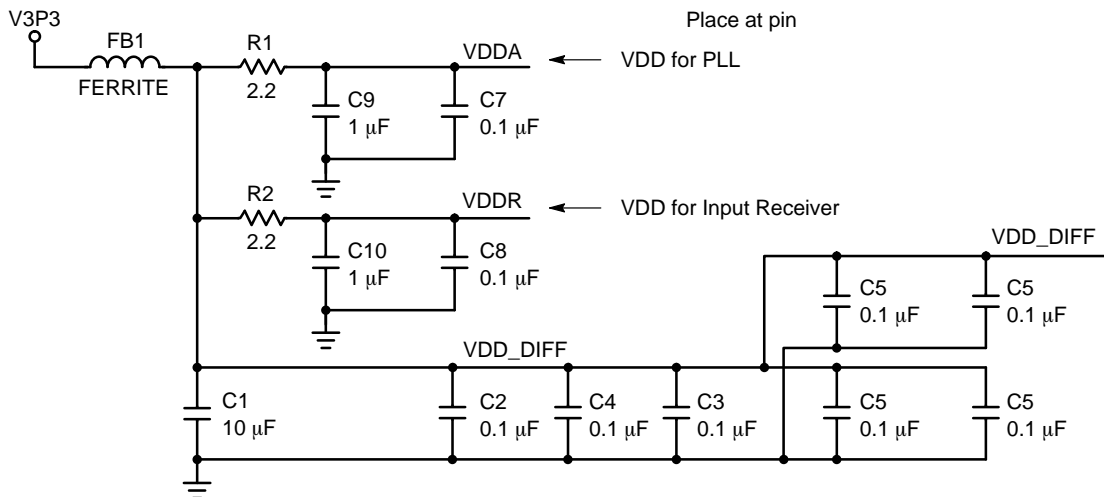 V3P3
Place at pin
FB1
FERRITE
R1
2.2
VDDA
VDD for PLL
C9
1 μF
C7
0.1 μF
R2
2.2
VDDR
VDD for Input Receiver
C10
1 μF
C8
0.1 μF
VDD_DIFF
C5
0.1 μF
C5
0.1 μF
VDD_DIFF
C1
10 μF
C2
0.1 μF
C4
0.1 μF
C3
0.1 μF
C5
0.1 μF
C5
0.1 μF